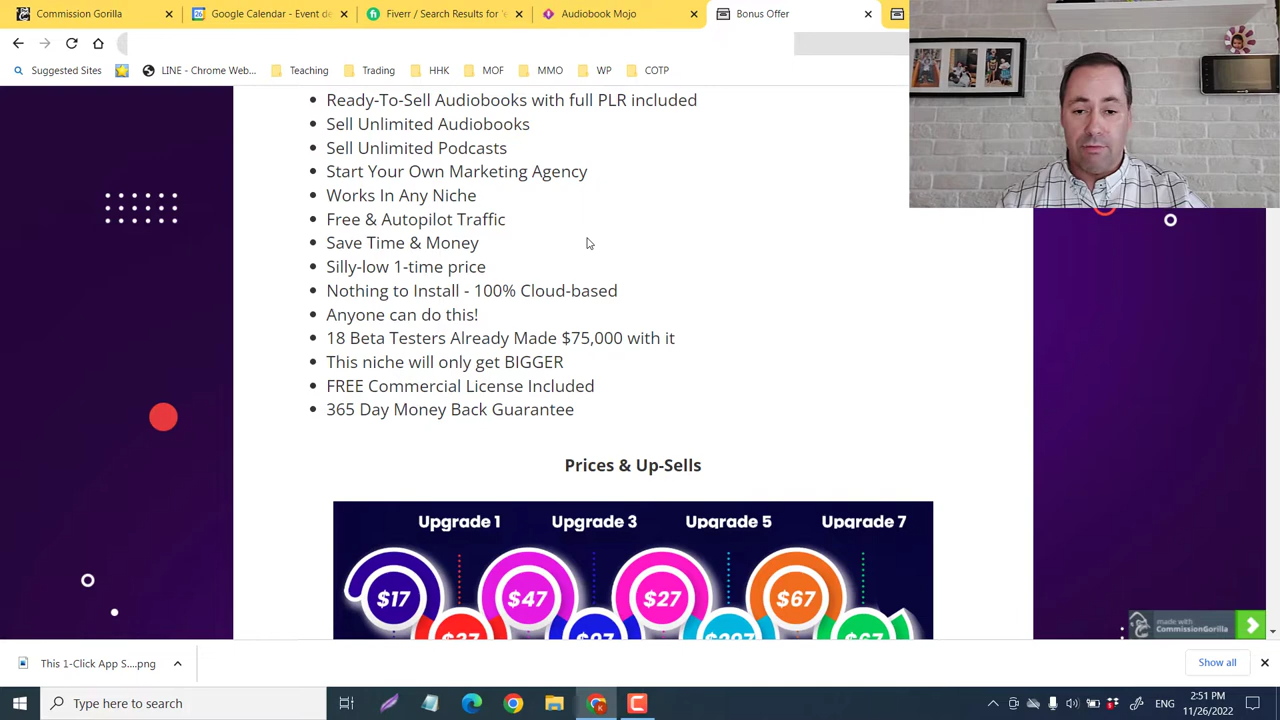 Commission Gorilla
Google Calendar - Event de
Fiverr / Search Results for '
Audiobook Mojo
Bonus Offer
Suggested Sites
LINE - Chrome Web...
Teaching
Trading
HHK
MOF
MMO
WP
COTP
Ready-To-Sell Audiobooks with full PLR included
Sell Unlimited Audiobooks
Sell Unlimited Podcasts
Start Your Own Marketing Agency
Works In Any Niche
Free & Autopilot Traffic
Save Time & Money
Silly-low 1-time price
Nothing to Install - 100% Cloud-based
Anyone can do this!
18 Beta Testers Already Made $75,000 with it
This niche will only get BIGGER
FREE Commercial License Included
365 Day Money Back Guarantee
Prices & Up-Sells
Upgrade 1 Upgrade 3 Upgrade 5 Upgrade 7
$17 $47 $27 $67
$67
made with
CommissionGorilla
This 1-Click App S....png
Show all
Type here to search
ENG
2:51 PM
11/26/2022